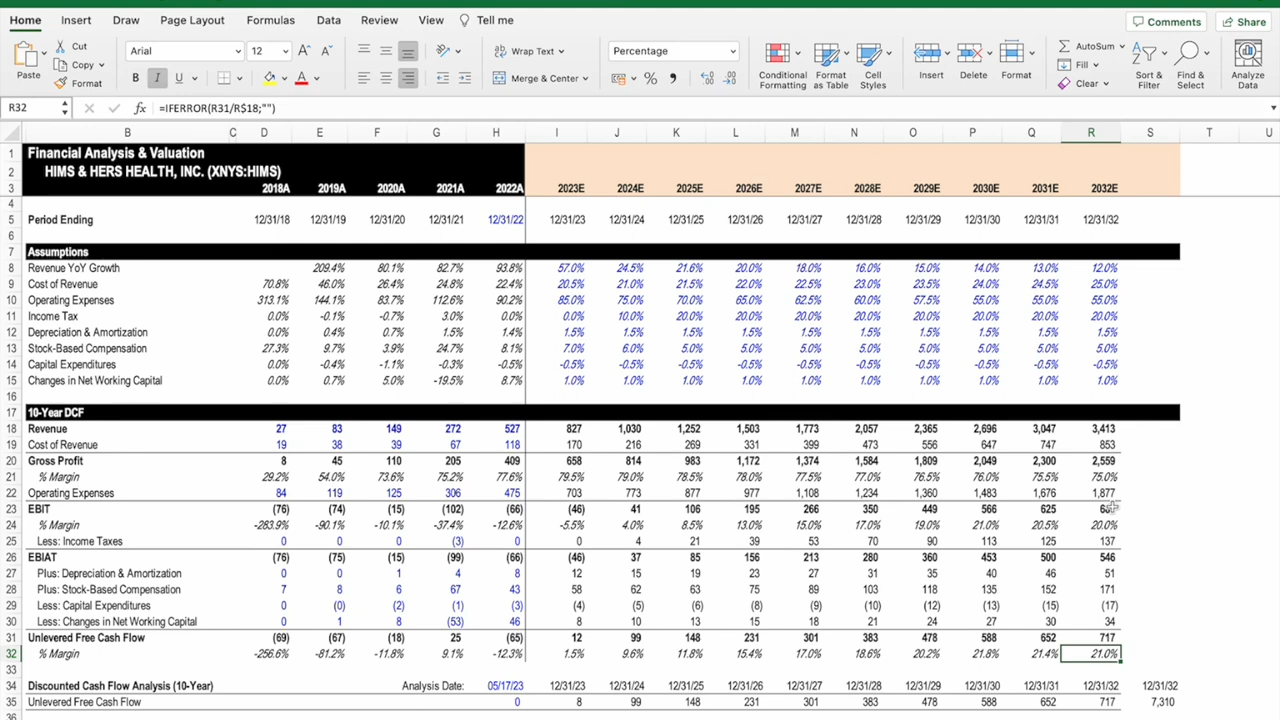 Home Insert Draw Page Layout Formulas Data Review View Tell me Comments Share
Paste Cut Copy Format Arial 12 A A B I U A Wrap Text Merge & Center Percentage % Conditional Formatting Format as Table Cell Styles Insert Delete Format AutoSum Fill Clear Sort & Filter Find & Select Analyze Data
R32 fx =IFERROR(R31/R$18;"")
B C D E F G H I J K L M N O P Q R S T U
1 Financial Analysis & Valuation
2 HIMS & HERS HEALTH, INC. (XNYS:HIMS)
3 2018A 2019A 2020A 2021A 2022A 2023E 2024E 2025E 2026E 2027E 2028E 2029E 2030E 2031E 2032E
4
5 Period Ending 12/31/18 12/31/19 12/31/20 12/31/21 12/31/22 12/31/23 12/31/24 12/31/25 12/31/26 12/31/27 12/31/28 12/31/29 12/31/30 12/31/31 12/31/32
6
7 Assumptions
8 Revenue YoY Growth 209.4% 80.1% 82.7% 93.8% 57.0% 24.5% 21.6% 20.0% 18.0% 16.0% 15.0% 14.0% 13.0% 12.0%
9 Cost of Revenue 70.8% 46.0% 26.4% 24.8% 22.4% 20.5% 21.0% 21.5% 22.0% 22.5% 23.0% 23.5% 24.0% 24.5% 25.0%
10 Operating Expenses 313.1% 144.1% 83.7% 112.6% 90.2% 85.0% 75.0% 70.0% 65.0% 62.5% 60.0% 57.5% 55.0% 55.0% 55.0%
11 Income Tax 0.0% -0.1% -0.7% 3.0% 0.0% 0.0% 10.0% 20.0% 20.0% 20.0% 20.0% 20.0% 20.0% 20.0% 20.0%
12 Depreciation & Amortization 0.0% 0.4% 0.7% 1.5% 1.4% 1.5% 1.5% 1.5% 1.5% 1.5% 1.5% 1.5% 1.5% 1.5% 1.5%
13 Stock-Based Compensation 27.3% 9.7% 3.9% 24.7% 8.1% 7.0% 6.0% 5.0% 5.0% 5.0% 5.0% 5.0% 5.0% 5.0% 5.0%
14 Capital Expenditures 0.0% -0.4% -1.1% -0.3% -0.5% -0.5% -0.5% -0.5% -0.5% -0.5% -0.5% -0.5% -0.5% -0.5% -0.5%
15 Changes in Net Working Capital 0.0% 0.7% 5.0% -19.5% 8.7% 1.0% 1.0% 1.0% 1.0% 1.0% 1.0% 1.0% 1.0% 1.0% 1.0%
16
17 10-Year DCF
18 Revenue 27 83 149 272 527 827 1,030 1,252 1,503 1,773 2,057 2,365 2,696 3,047 3,413
19 Cost of Revenue 19 38 39 67 118 170 216 269 331 399 473 556 647 747 853
20 Gross Profit 8 45 110 205 409 658 814 983 1,172 1,374 1,584 1,809 2,049 2,300 2,559
21 % Margin 29.2% 54.0% 73.6% 75.2% 77.6% 79.5% 79.0% 78.5% 78.0% 77.5% 77.0% 76.5% 76.0% 75.5% 75.0%
22 Operating Expenses 84 119 125 306 475 703 773 877 977 1,108 1,234 1,360 1,483 1,676 1,877
23 EBIT (76) (74) (15) (102) (66) (46) 41 106 195 266 350 449 566 625
24 % Margin -283.9% -90.1% -10.1% -37.4% -12.6% -5.5% 4.0% 8.5% 13.0% 15.0% 17.0% 19.0% 21.0% 20.5% 20.0%
25 Less: Income Taxes 0 0 0 (3) 0 0 4 21 39 53 70 90 113 125 137
26 EBIAT (76) (75) (15) (99) (66) (46) 37 85 156 213 280 360 453 500 546
27 Plus: Depreciation & Amortization 0 0 1 4 8 12 15 19 23 27 31 35 40 46 51
28 Plus: Stock-Based Compensation 7 8 6 67 43 58 62 63 75 89 103 118 135 152 171
29 Less: Capital Expenditures 0 (0) (2) (1) (3) (4) (5) (6) (8) (9) (10) (12) (13) (15) (17)
30 Less: Changes in Net Working Capital 0 1 8 (53) 46 8 10 13 15 18 21 24 27 30 34
31 Unlevered Free Cash Flow (69) (67) (18) 25 (65) 12 99 148 231 301 383 478 588 652 717
32 % Margin -256.6% -81.2% -11.8% 9.1% -12.3% 1.5% 9.6% 11.8% 15.4% 17.0% 18.6% 20.2% 21.8% 21.4% 21.0%
33
34 Discounted Cash Flow Analysis (10-Year) Analysis Date: 05/17/23 12/31/23 12/31/24 12/31/25 12/31/26 12/31/27 12/31/28 12/31/29 12/31/30 12/31/31 12/31/32 12/31/32
35 Unlevered Free Cash Flow 0 8 99 148 231 301 383 478 588 652 717 7,310
36